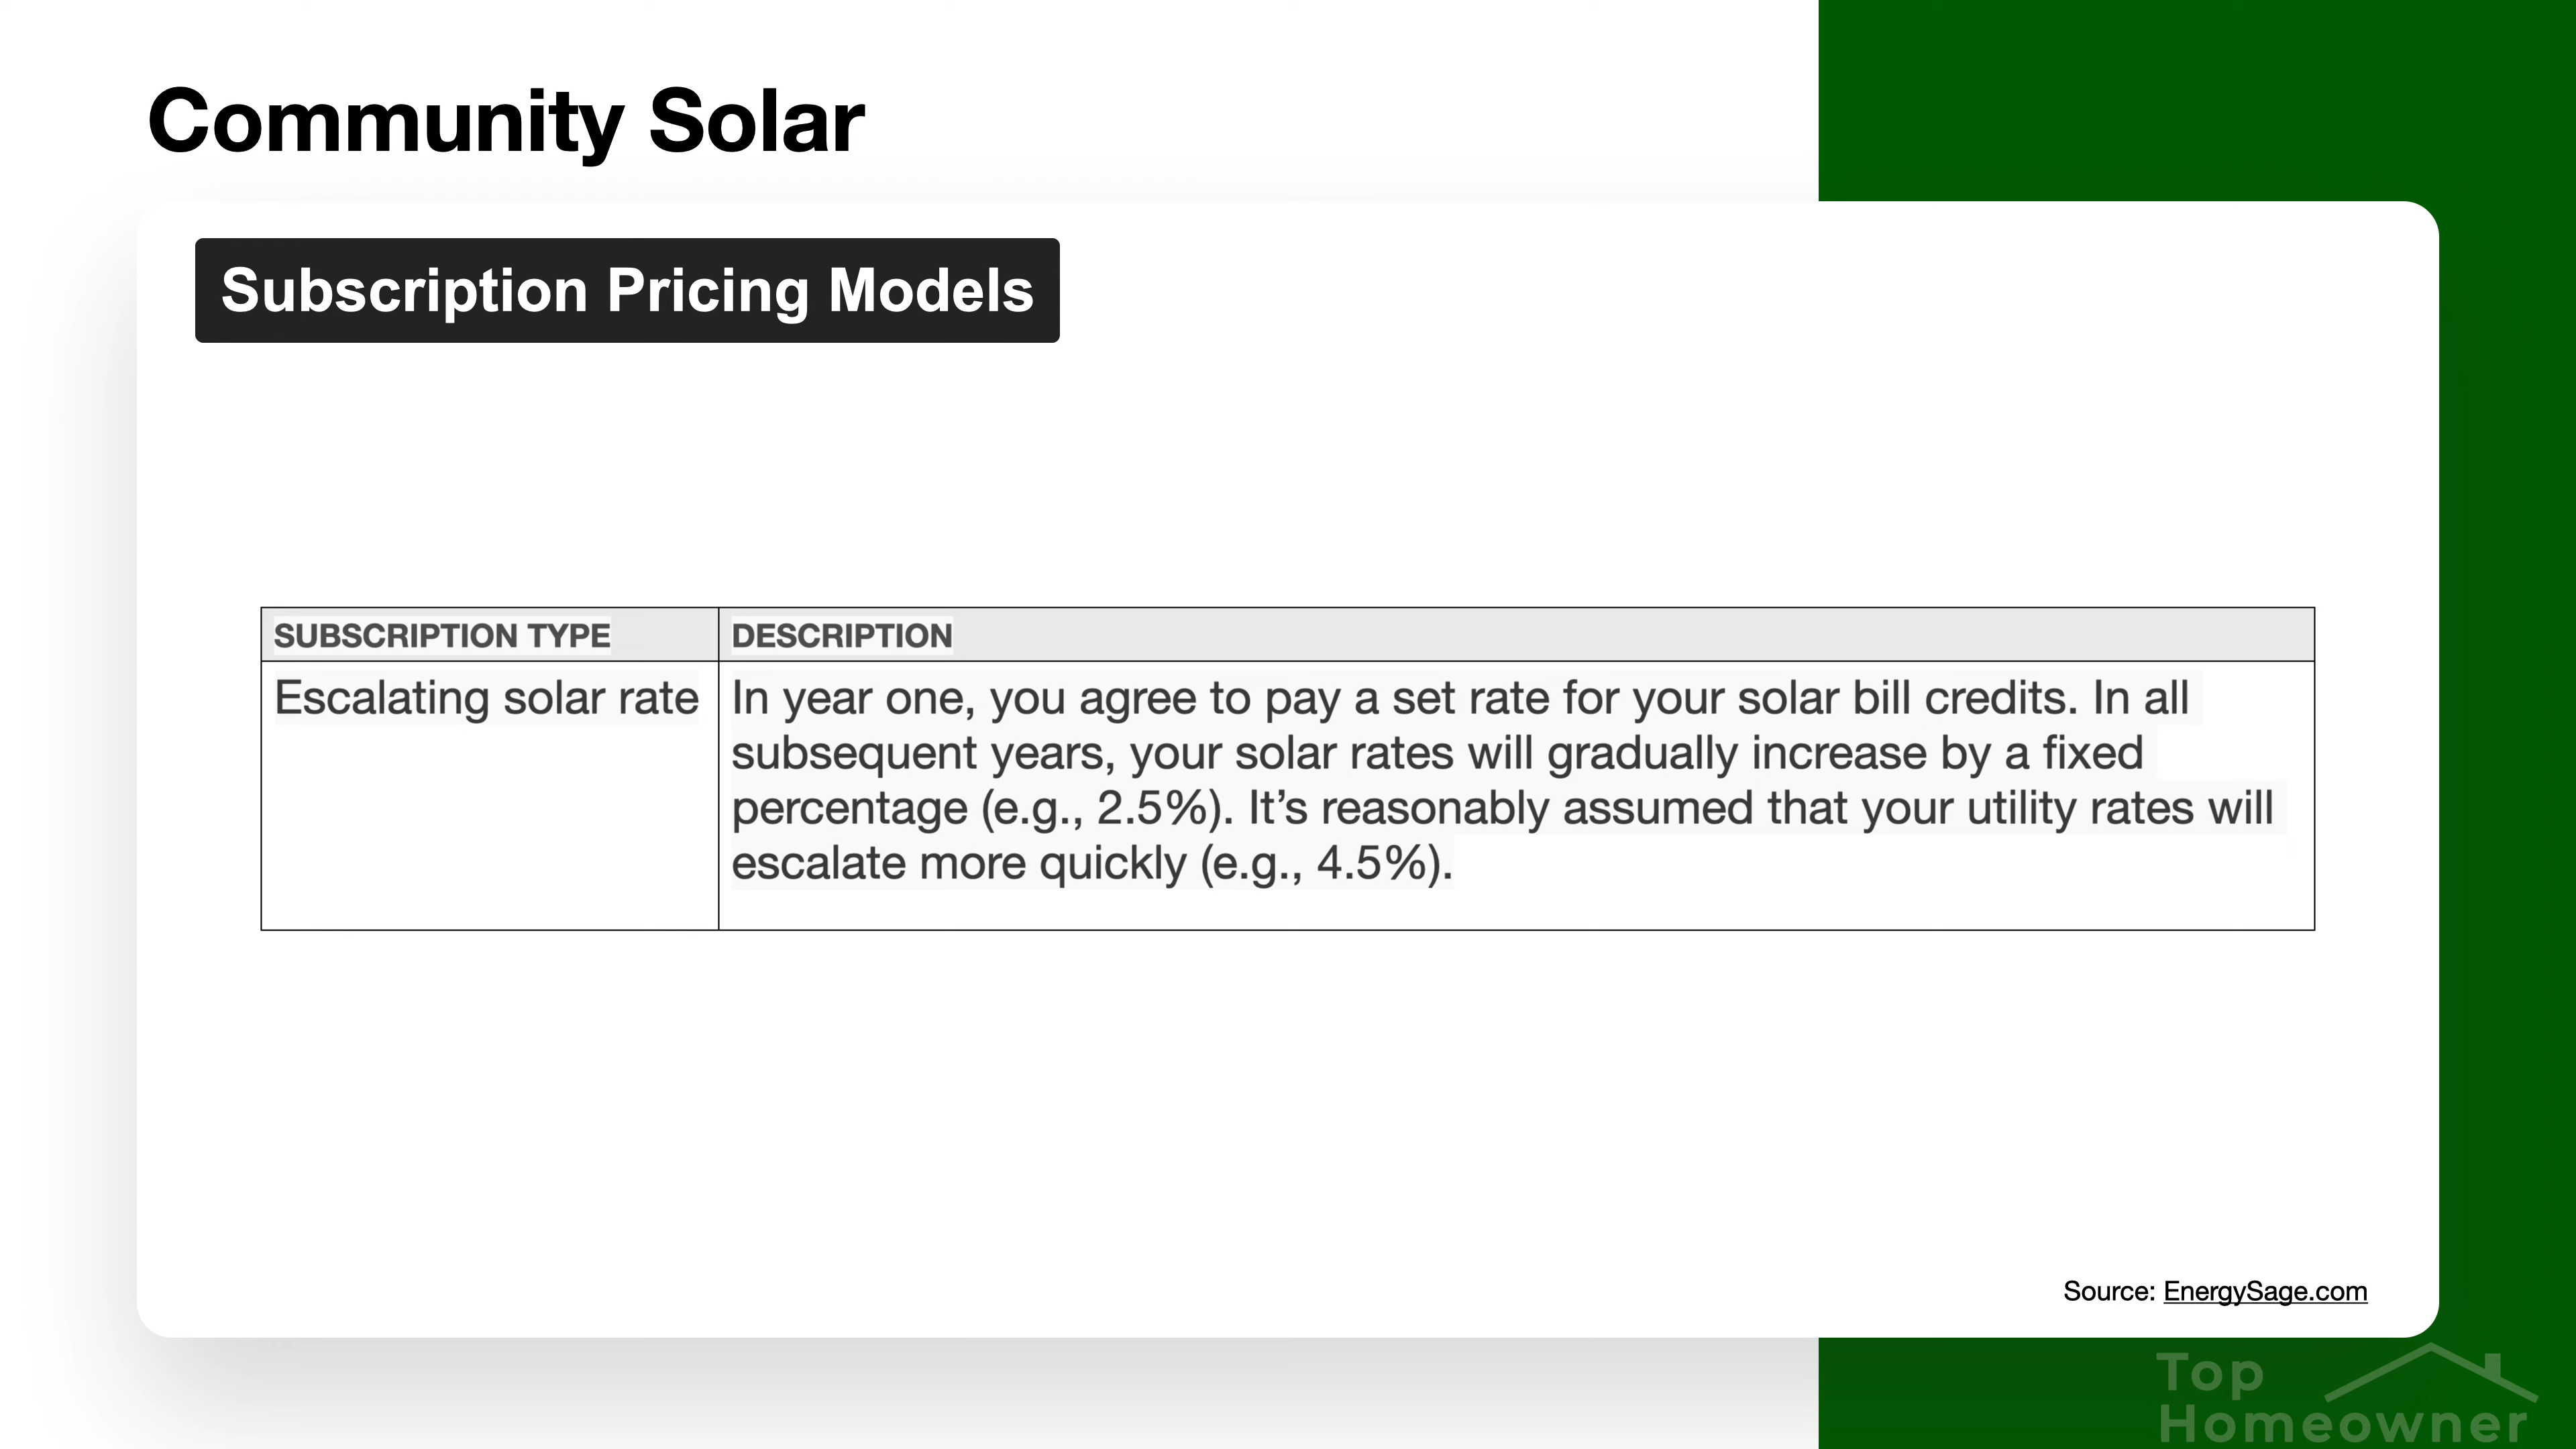 Community Solar
Subscription Pricing Models
SUBSCRIPTION TYPE
DESCRIPTION
Escalating solar rate
In year one, you agree to pay a set rate for your solar bill credits. In all
subsequent years, your solar rates will gradually increase by a fixed
percentage (e.g., 2.5%). It’s reasonably assumed that your utility rates will
escalate more quickly (e.g., 4.5%).
Source: EnergySage.com
Top
Homeowner